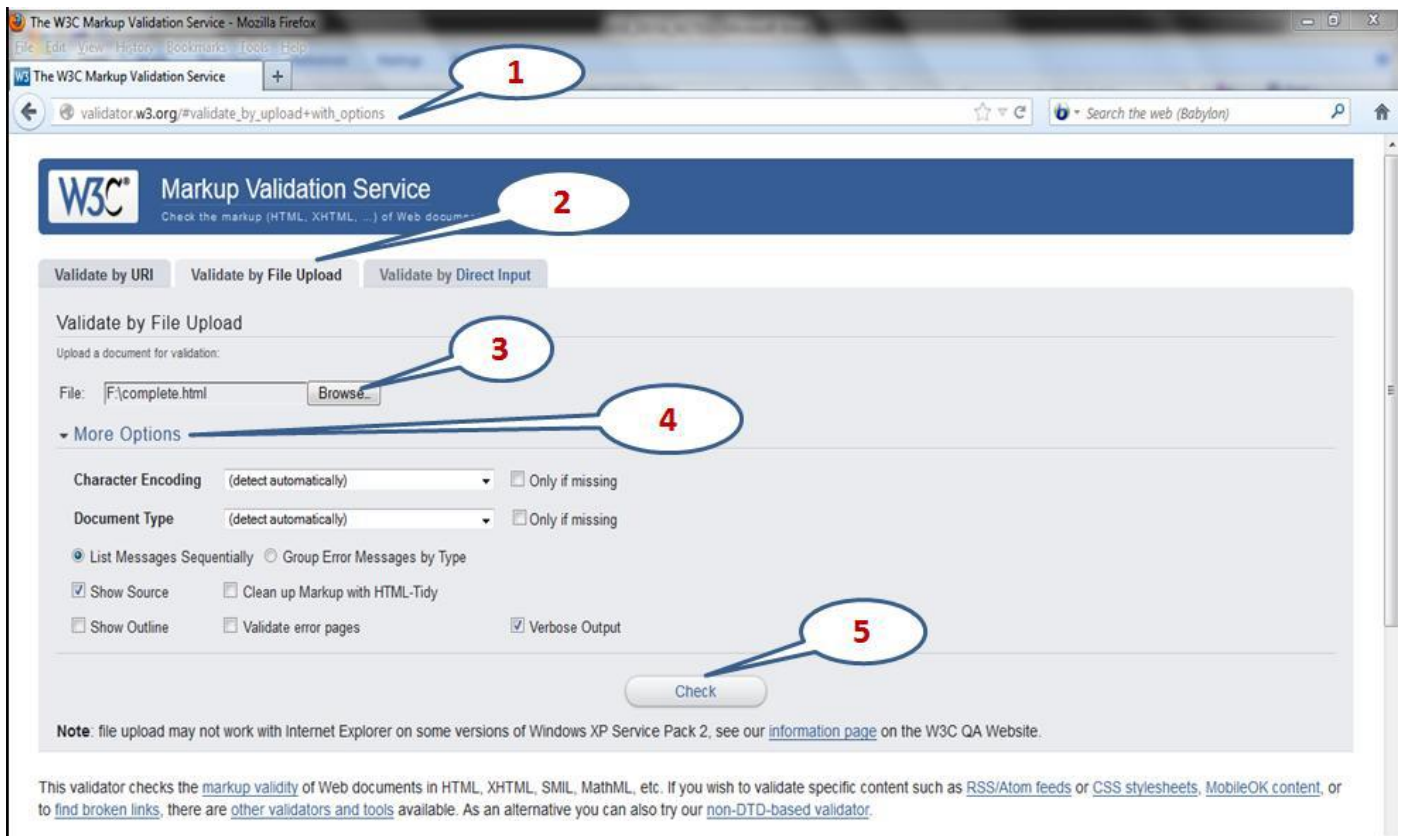 The W3C Markup Validation Service - Mozilla Firefox
File Edit View History Bookmarks Tools Help
The W3C Markup Validation Service +
1
validator.w3.org/#validate_by_upload+with_options
Search the web (Babylon)
W3C®
Markup Validation Service
Check the markup (HTML, XHTML, ...) of Web
2
Validate by URI Validate by File Upload Validate by Direct Input
Validate by File Upload
Upload a document for validation:
3
File: F:\complete.html Browse...
4
More Options
Character Encoding (detect automatically) Only if missing
Document Type (detect automatically) Only if missing
List Messages Sequentially Group Error Messages by Type
Show Source Clean up Markup with HTML-Tidy
Show Outline Validate error pages Verbose Output
5
Check
Note: file upload may not work with Internet Explorer on some versions of Windows XP Service Pack 2, see our information page on the W3C QA Website.
This validator checks the markup validity of Web documents in HTML, XHTML, SMIL, MathML, etc. If you wish to validate specific content such as RSS/Atom feeds or CSS stylesheets, MobileOK content, or
to find broken links, there are other validators and tools available. As an alternative you can also try our non-DTD-based validator.